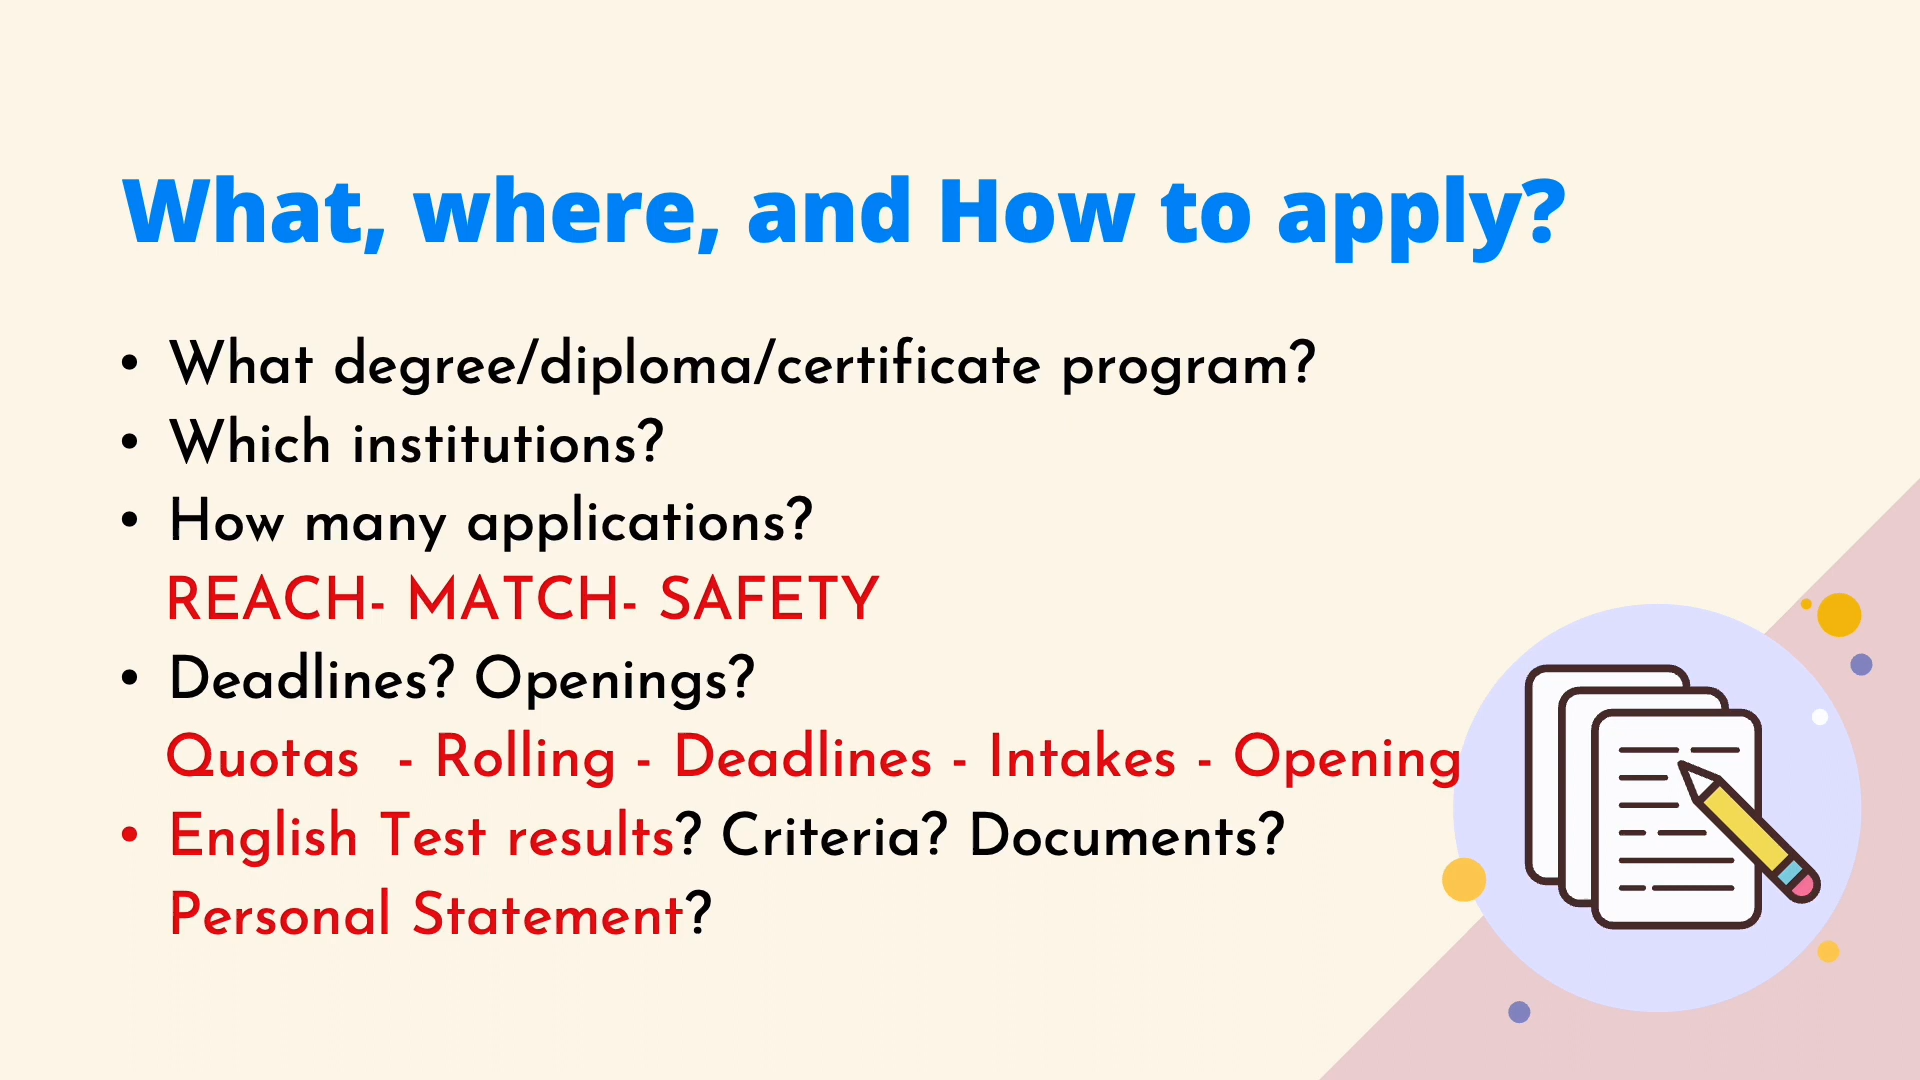 What, where, and How to apply?
• What degree/diploma/certificate program?
• Which institutions?
• How many applications?
REACH- MATCH- SAFETY
• Deadlines? Openings?
Quotas  - Rolling - Deadlines - Intakes - Opening
• English Test results? Criteria? Documents?
Personal Statement?